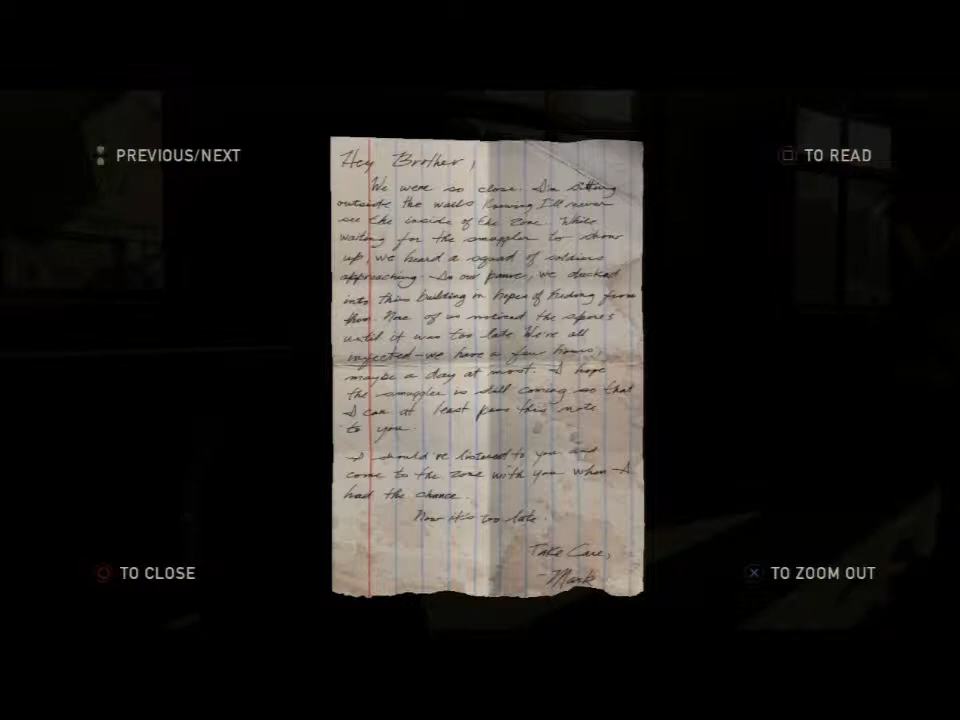 PREVIOUS/NEXT
TO READ
Hey Brother,
We were so close. I'm sitting
outside the walls knowing I'll never
see the inside of the zone. While
waiting for the smuggler to show
up, we heard a squad of soldiers
approaching. In our panic, we ducked
into this building in hopes of hiding from
them. None of us noticed the spores
until it was too late. We're all
infected - we have a few hours,
maybe a day at most. I hope
the smuggler is still coming so that
I can at least pass this note
to you.
I should've listened to you and
come to the zone with you when I
had the chance.
Now it's too late.
Take Care,
-Mark
TO CLOSE
TO ZOOM OUT